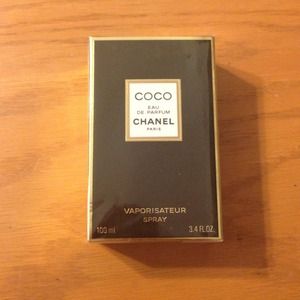 COCO
EAU
DE PARFUM
CHANEL
PARIS
VAPORISATEUR
SPRAY
100 ml 3.4 FL.OZ.